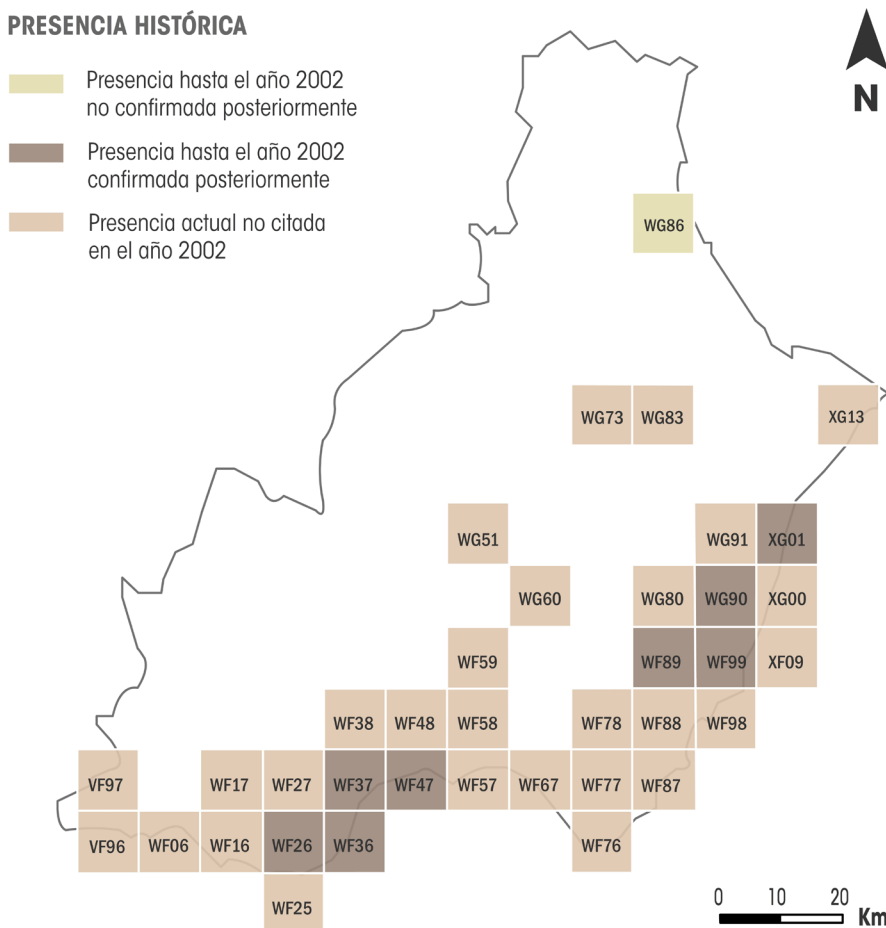 PRESENCIA HISTÓRICA
Presencia hasta el año 2002
no confirmada posteriormente
Presencia hasta el año 2002
confirmada posteriormente
Presencia actual no citada
en el año 2002
N
WG86
WG73 WG83 XG13
WG51 WG91 XG01
WG60 WG80 WG90 XG00
WF59 WF89 WF99 XF09
WF38 WF48 WF58 WF78 WF88 WF98
VF97 WF17 WF27 WF37 WF47 WF57 WF67 WF77 WF87
VF96 WF06 WF16 WF26 WF36 WF76
WF25
0 10 20
Km